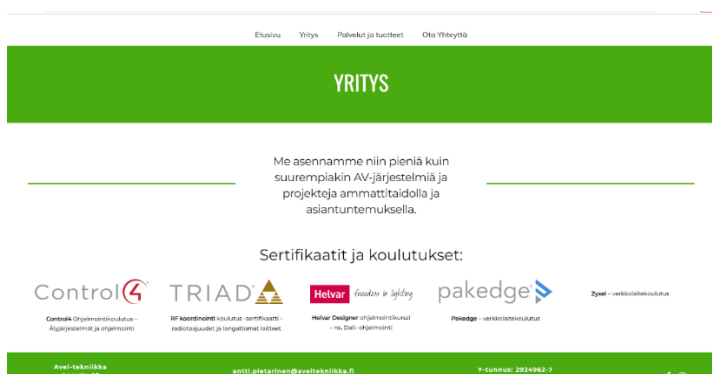 Etusivu Yritys Palvelut ja tuotteet Ota Yhteyttä
YRITYS
Me asennamme niin pieniä kuin
suurempiakin AV-järjestelmiä ja
projekteja ammattitaidolla ja
asiantuntemuksella.
Sertifikaatit ja koulutukset:
Control4
Control4 Ohjelmointikoulutus –
Älyjärjestelmät ja ohjelmointi
TRIAD
RF koordinointi koulutus -sertifikaatti –
radiotaajuudet ja langattomat laitteet
Helvar freedom in lighting
Helvar Designer ohjelmointikurssi
– ns. Dali- ohjelmointi
pakedge
Pakedge – verkkolaitekoulutus
Zyxel – verkkolaitekoulutus
Avel-tekniikka
antti.pietarinen@aveltekniikka.fi
Y-tunnus: 2924962-7